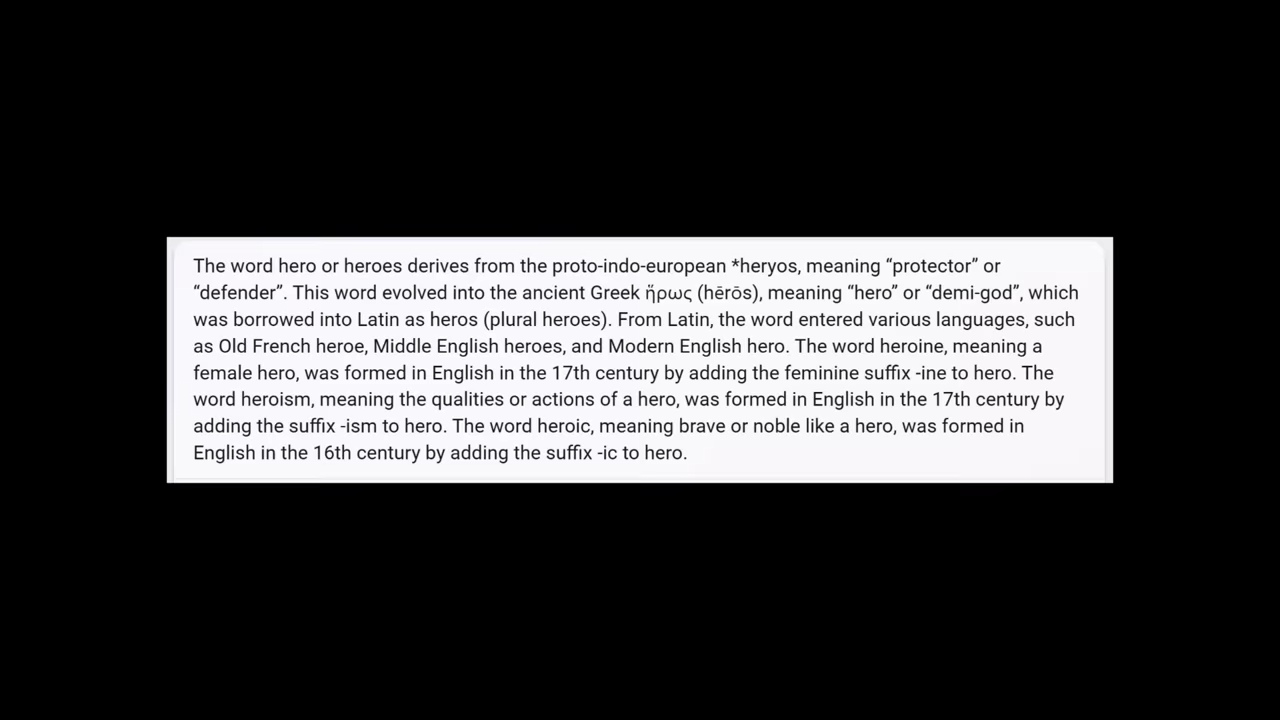 The word hero or heroes derives from the proto-indo-european *heryos, meaning “protector” or
“defender”. This word evolved into the ancient Greek ἥρως (hērōs), meaning “hero” or “demi-god”, which
was borrowed into Latin as heros (plural heroes). From Latin, the word entered various languages, such
as Old French heroe, Middle English heroes, and Modern English hero. The word heroine, meaning a
female hero, was formed in English in the 17th century by adding the feminine suffix -ine to hero. The
word heroism, meaning the qualities or actions of a hero, was formed in English in the 17th century by
adding the suffix -ism to hero. The word heroic, meaning brave or noble like a hero, was formed in
English in the 16th century by adding the suffix -ic to hero.